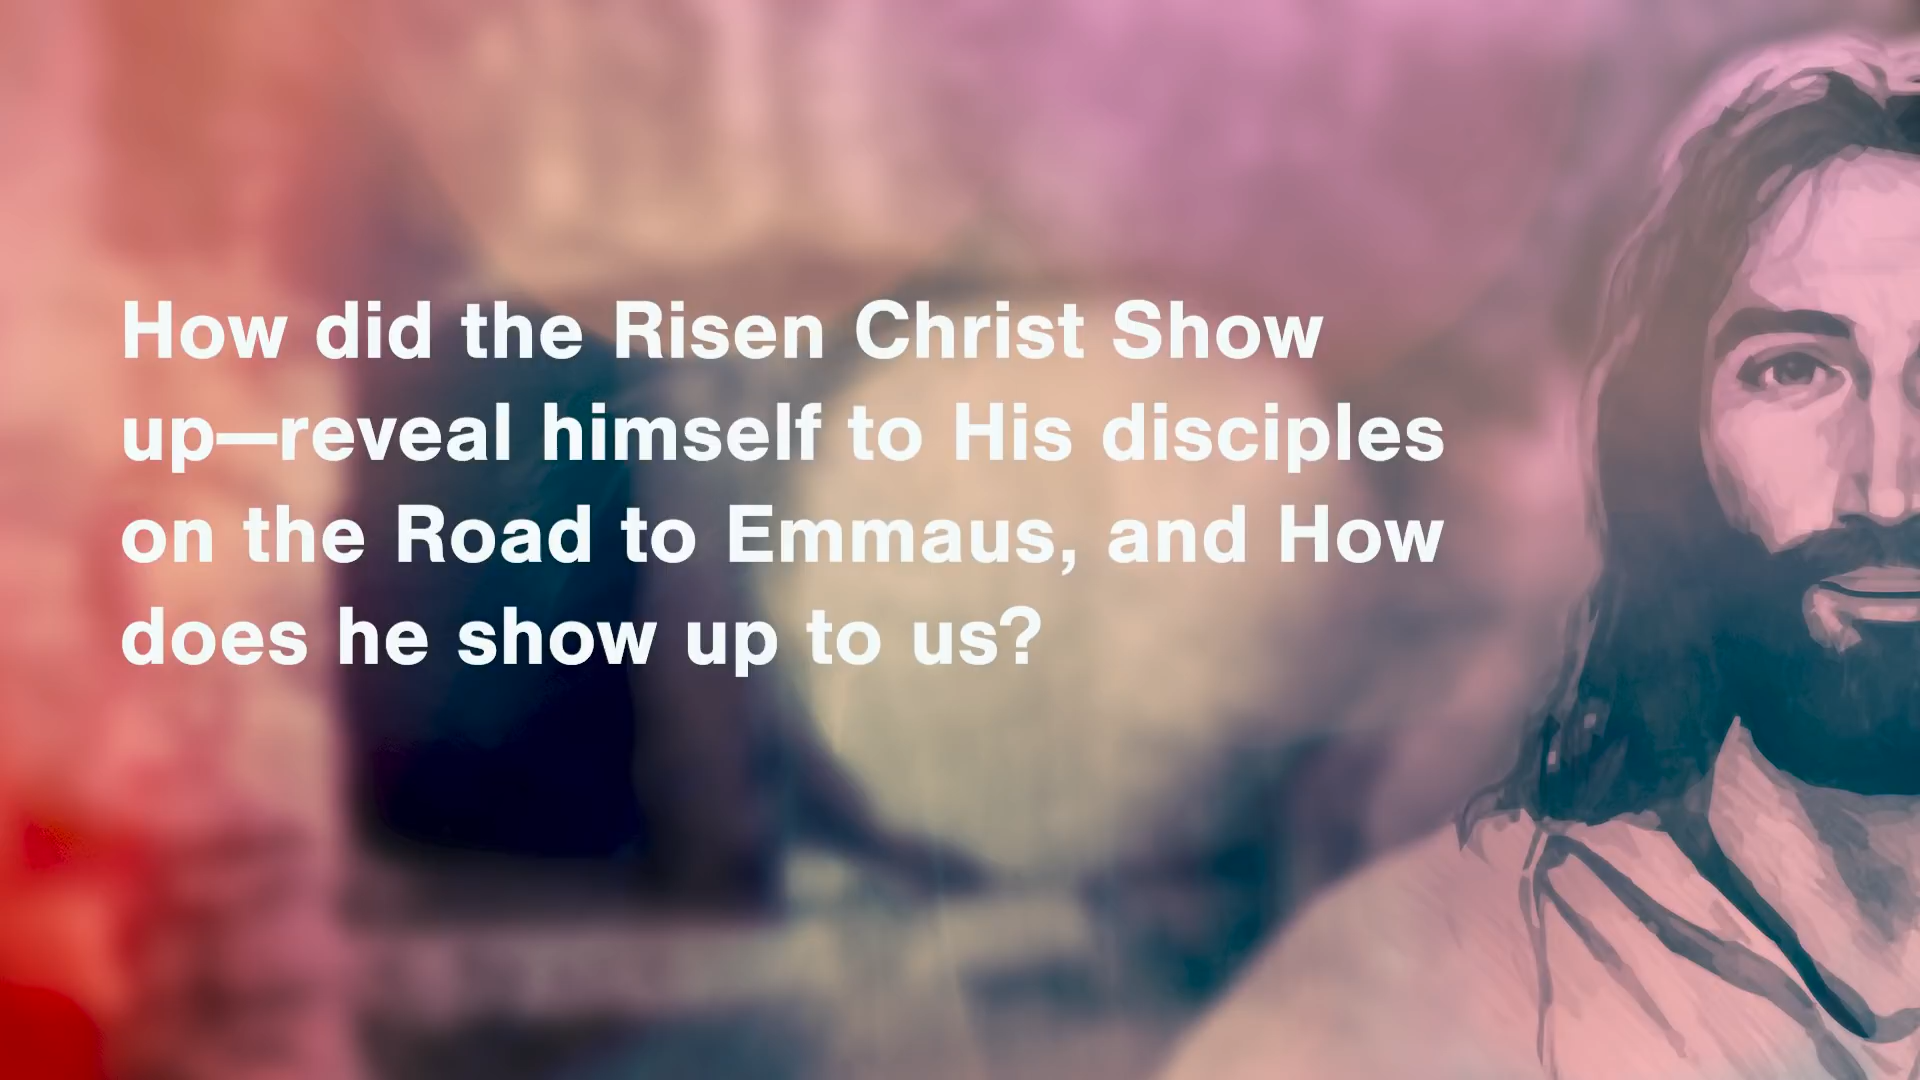 How did the Risen Christ Show
up—reveal himself to His disciples
on the Road to Emmaus, and How
does he show up to us?